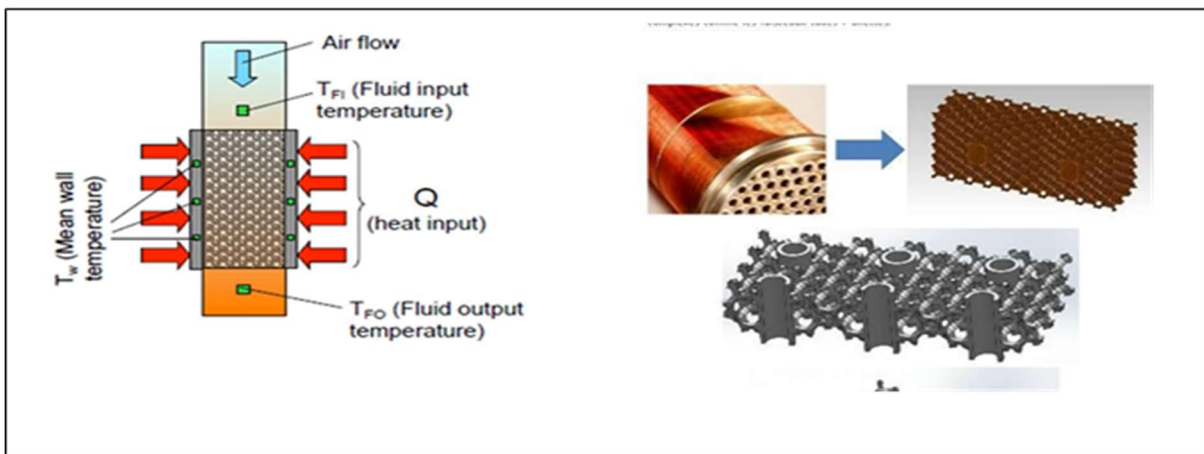 Air flow
T_FI (Fluid input
temperature)
Q
(heat input)
T_w (Mean wall
temperature)
T_FO (Fluid output
temperature)